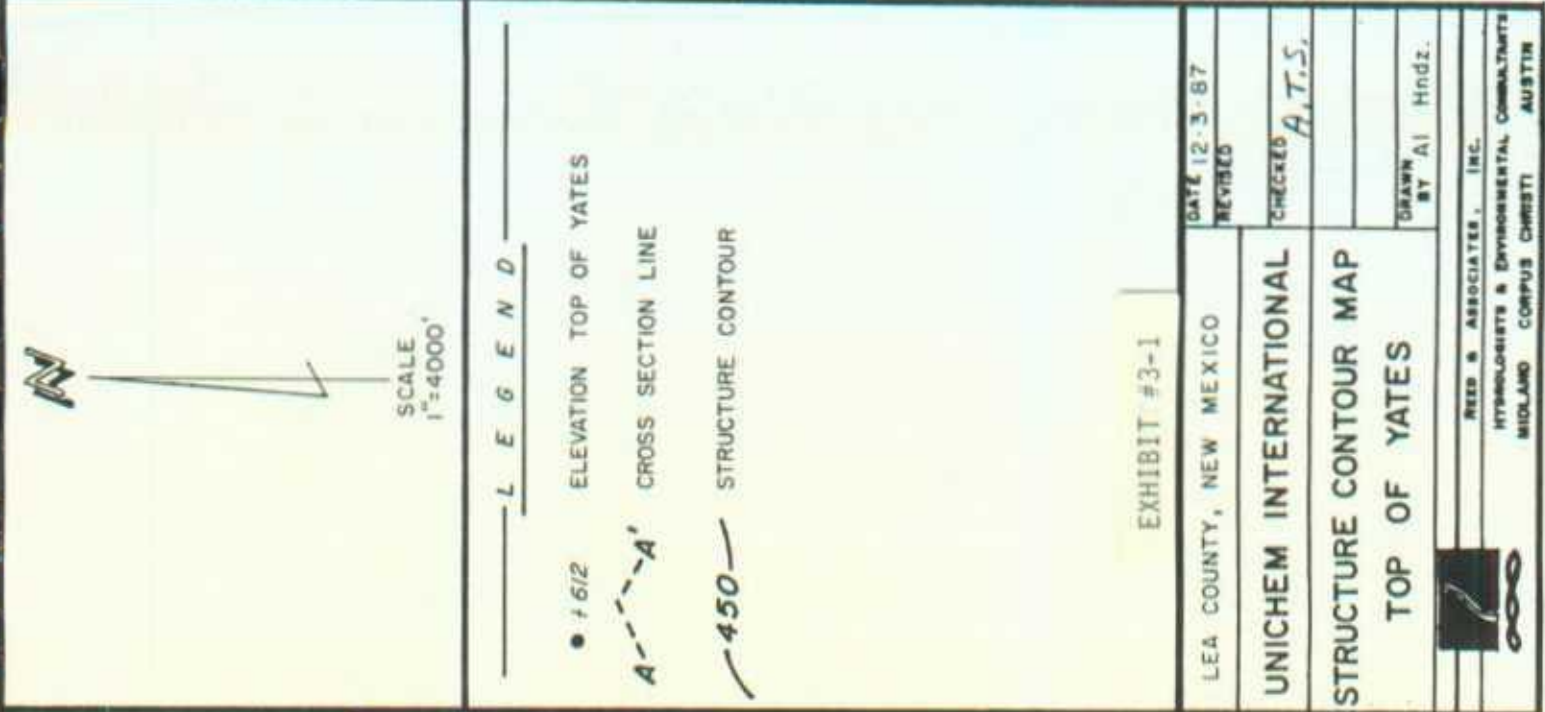 N
SCALE
1"=4000'
LEGEND
+612 ELEVATION TOP OF YATES
A A' CROSS SECTION LINE
450 STRUCTURE CONTOUR
EXHIBIT #3-1
LEA COUNTY, NEW MEXICO
DATE 12-3-87
REVISED
UNICHEM INTERNATIONAL
CHECKED A.T.S.
STRUCTURE CONTOUR MAP
TOP OF YATES
DRAWN BY Al Hndz.
REED & ASSOCIATES, INC.
HYDROLOGISTS & ENVIRONMENTAL CONSULTANTS
MIDLAND CORPUS CHRISTI AUSTIN